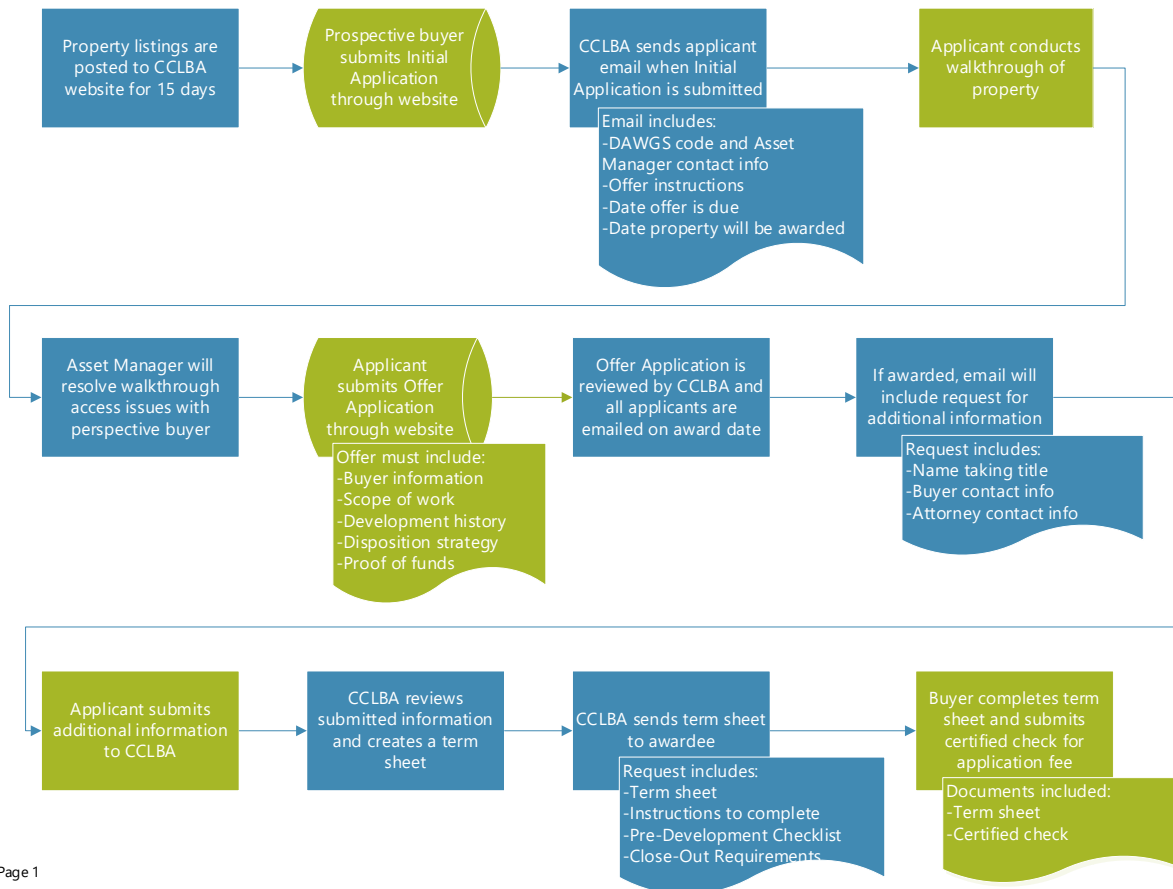 Property listings are
posted to CCLBA
website for 15 days
Prospective buyer
submits Initial
Application
through website
CCLBA sends applicant
email when Initial
Application is submitted
Email includes:
-DAWGS code and Asset
Manager contact info
-Offer instructions
-Date offer is due
-Date property will be awarded
Applicant conducts
walkthrough of
property
Asset Manager will
resolve walkthrough
access issues with
perspective buyer
Applicant
submits Offer
Application
through website
Offer must include:
-Buyer information
-Scope of work
-Development history
-Disposition strategy
-Proof of funds
Offer Application is
reviewed by CCLBA and
all applicants are
emailed on award date
If awarded, email will
include request for
additional information
Request includes:
-Name taking title
-Buyer contact info
-Attorney contact info
Applicant submits
additional information
to CCLBA
CCLBA reviews
submitted information
and creates a term
sheet
CCLBA sends term sheet
to awardee
Request includes:
-Term sheet
-Instructions to complete
-Pre-Development Checklist
-Close-Out Requirements
Buyer completes term
sheet and submits
certified check for
application fee
Documents included:
-Term sheet
-Certified check
Page 1